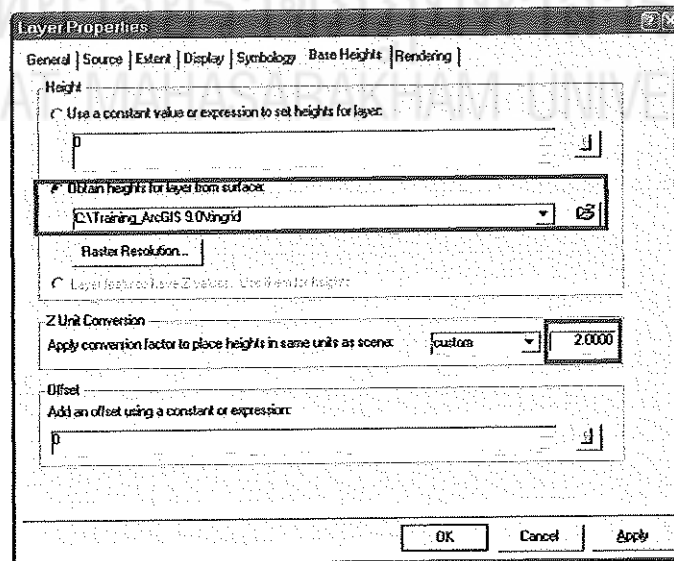 Layer Properties
General | Source | Extent | Display | Symbology | Base Heights | Rendering
Height
Use a constant value or expression to set heights for layer:
0
Obtain heights for layer from surface:
C:\Training_ArcGIS 9.0\tingrid
Raster Resolution...
Layer features have Z values. Use them for heights
Z Unit Conversion
Apply conversion factor to place heights in same units as scene: custom 2.0000
Offset
Add an offset using a constant or expression:
0
OK Cancel Apply
AT MAHASARAKHAM UNIVE